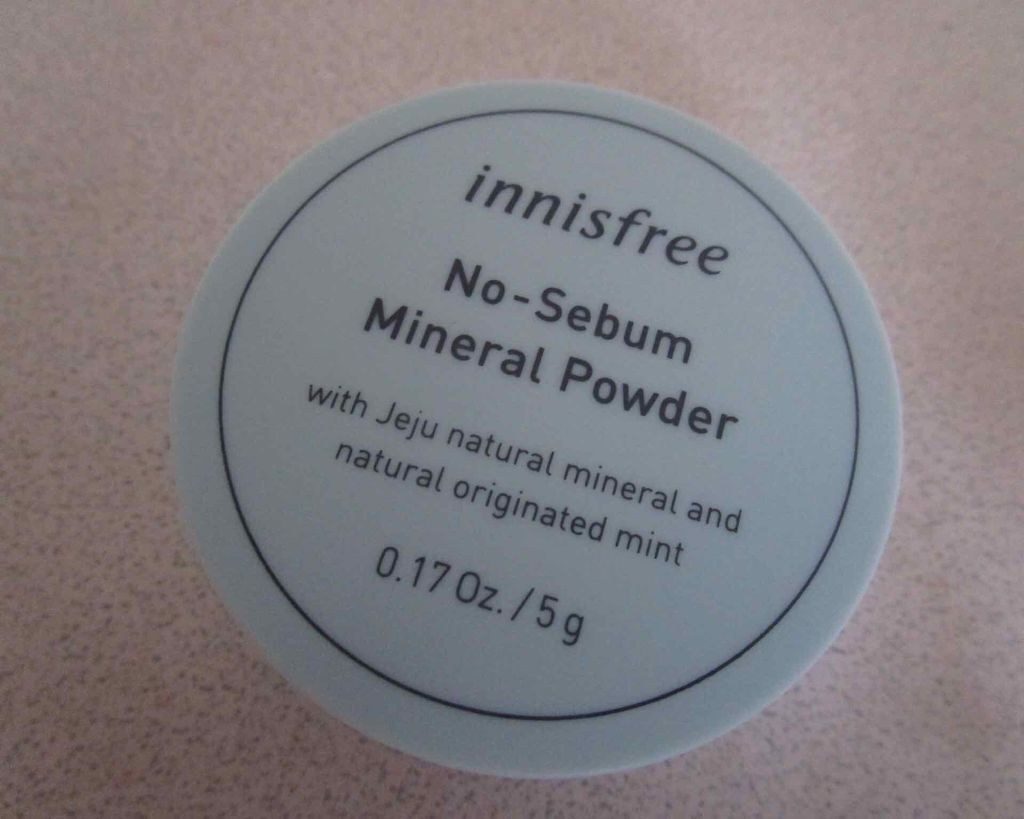 innisfree
No-Sebum
Mineral Powder
with Jeju natural mineral and
natural originated mint
0.17 Oz. / 5 g